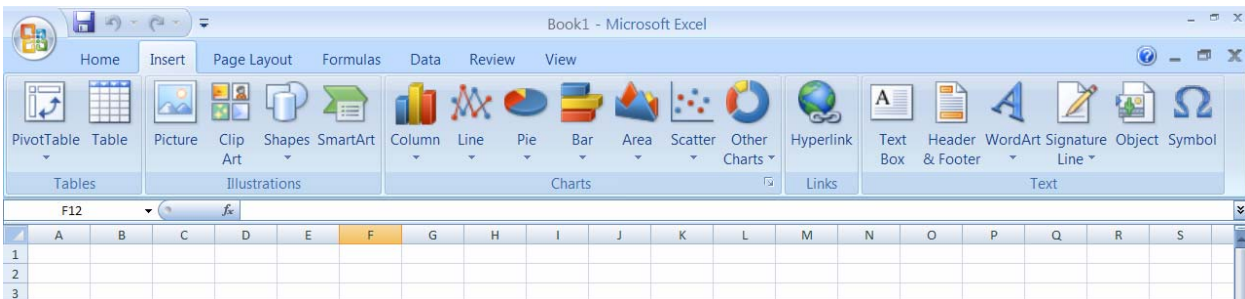 Book1 - Microsoft Excel
Home Insert Page Layout Formulas Data Review View
PivotTable Table Picture Clip Art Shapes SmartArt Column Line Pie Bar Area Scatter Other Charts Hyperlink Text Box Header & Footer WordArt Signature Line Object Symbol
Tables Illustrations Charts Links Text
F12 fx
A B C D E F G H I J K L M N O P Q R S
1
2
3